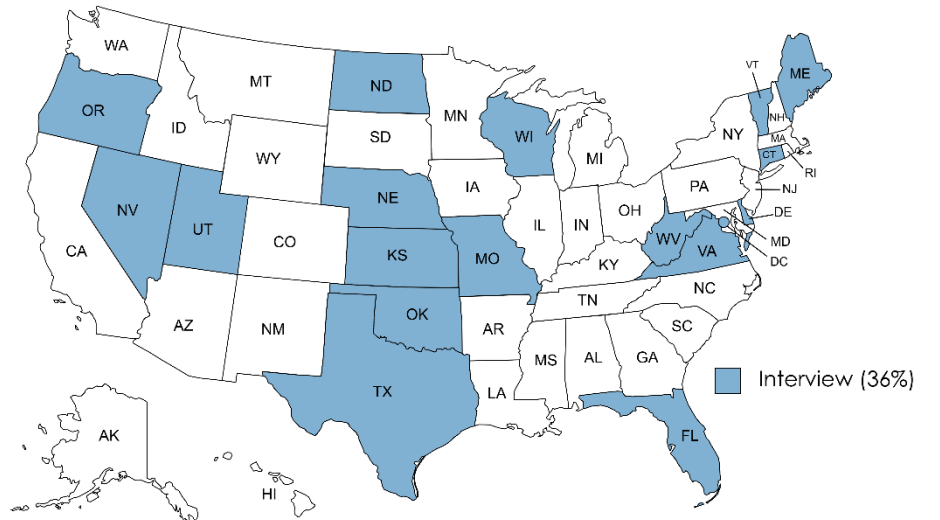 WA
OR
ID
MT
ND
MN
SD
WY
WI
MI
NY
VT
ME
NH
MA
CT
RI
NJ
PA
DE
MD
DC
NV
UT
CO
NE
IA
IL
IN
OH
WV
VA
CA
KS
MO
KY
NC
TN
SC
AZ
NM
OK
AR
MS
AL
GA
LA
TX
FL
AK
HI
Interview (36%)